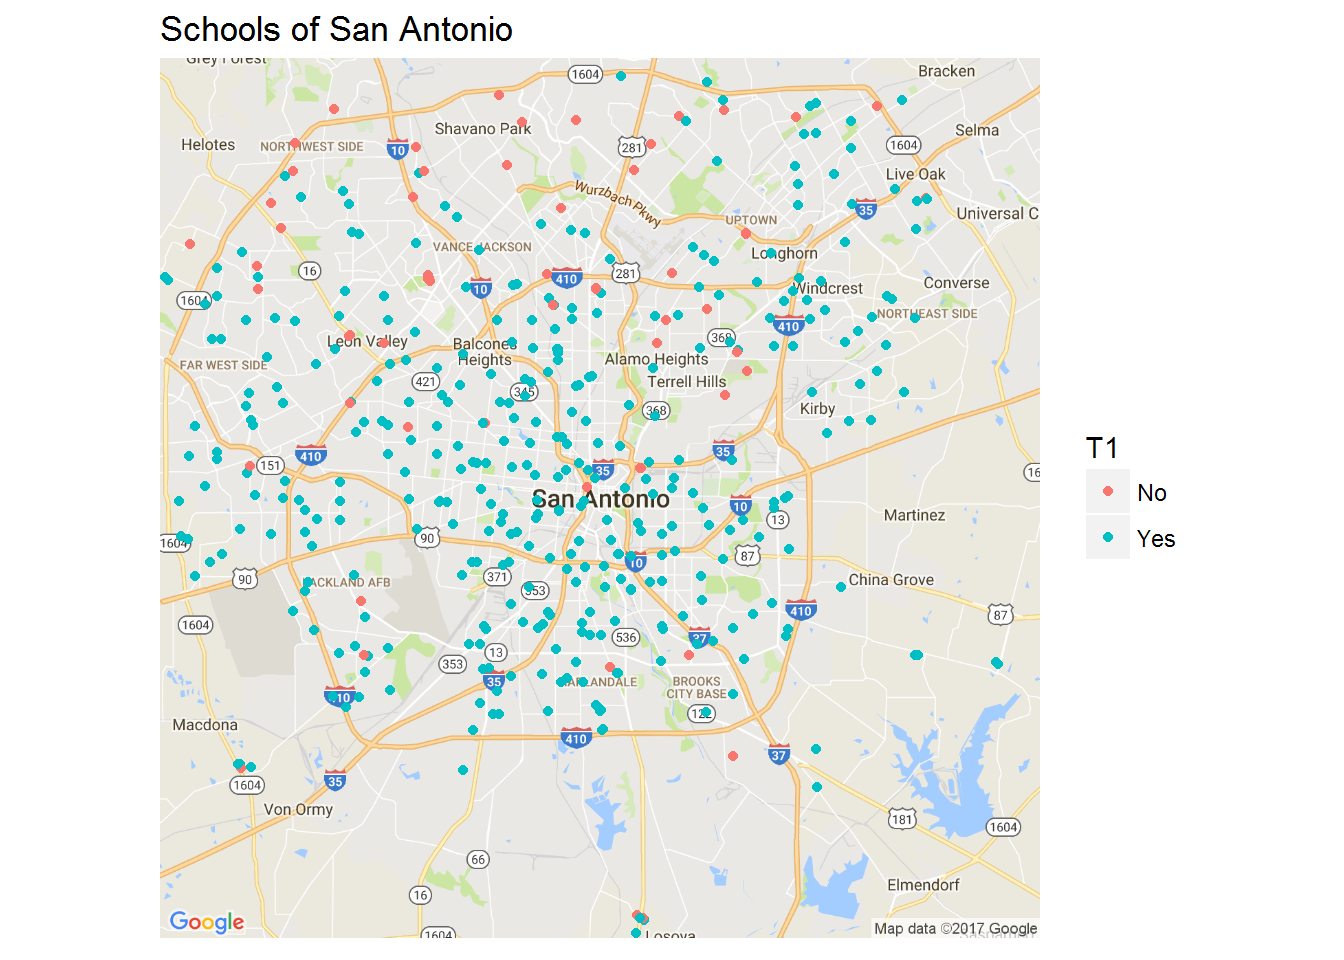 Schools of San Antonio
Grey Forest
1604
Bracken
Shavano Park
Selma
Helotes
NORTHWEST SIDE
10
281
1604
Live Oak
Wurzbach Pkwy
35
UPTOWN
Universal C
VANCE JACKSON
Longhorn
16
410
281
10
Windcrest
Converse
1604
NORTHEAST SIDE
410
Leon Valley
368
Balcones
Heights
Alamo Heights
FAR WEST SIDE
Terrell Hills
421
345
368
Kirby
410
35
151
35
16
San Antonio
10
13
Martinez
90
1604
87
10
90
371
LACKLAND AFB
China Grove
353
410
87
1604
536
37
13
353
35
HARLANDALE
BROOKS
CITY BASE
410
122
Macdona
410
37
35
1604
Von Ormy
181
1604
66
Elmendorf
16
Google
1604
Losoya
Map data ©2017 Google
T1
No
Yes